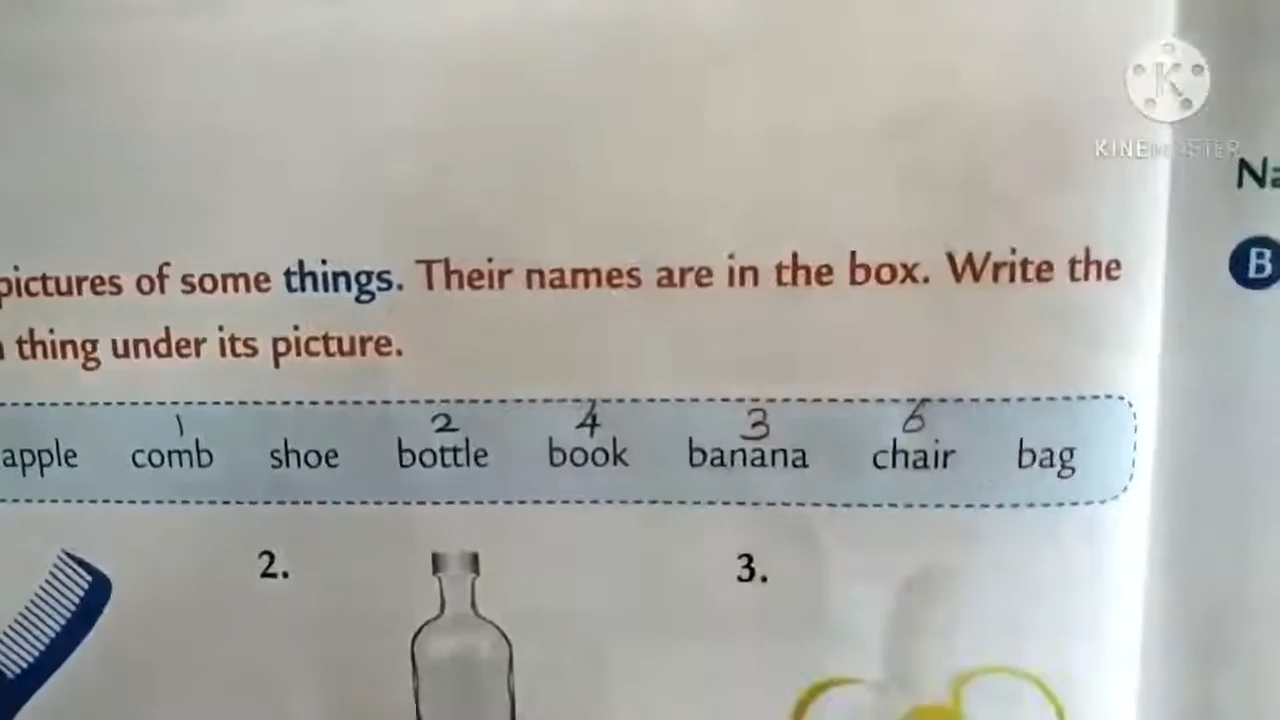 KINEMASTER
pictures of some things. Their names are in the box. Write the
thing under its picture.
1 2 4 3 6
apple comb shoe bottle book banana chair bag
2. 3.
B